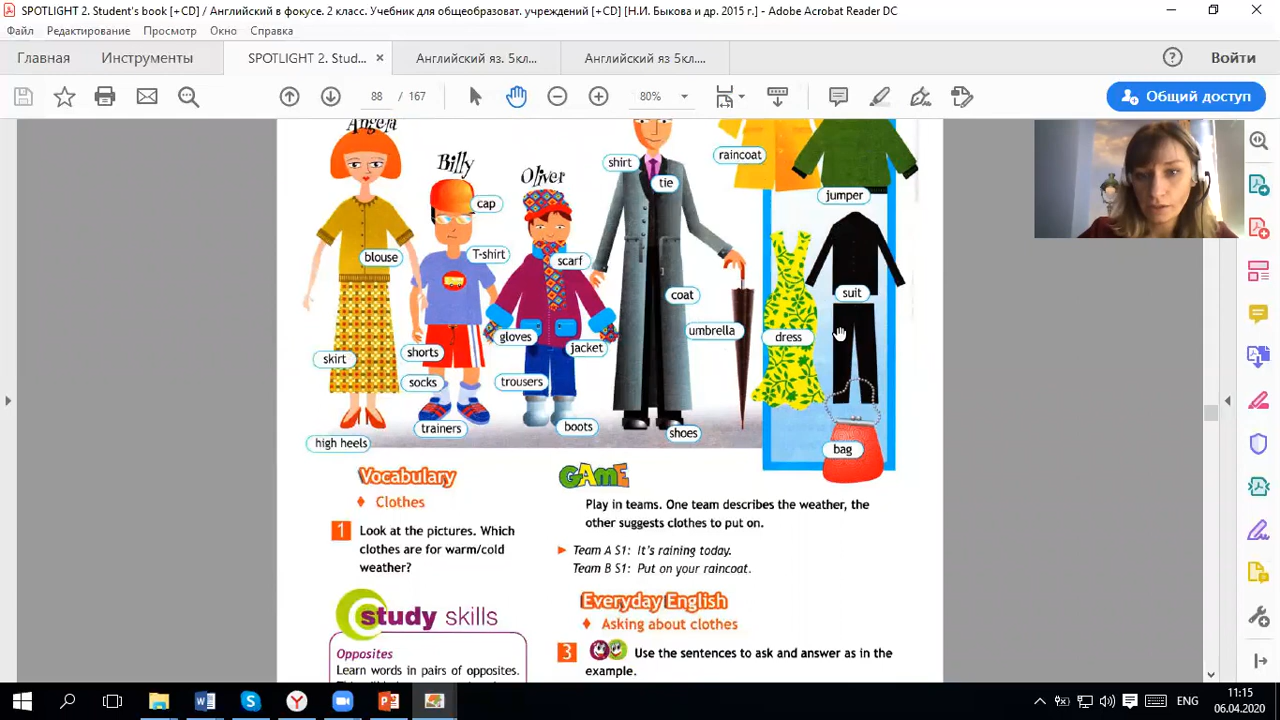 SPOTLIGHT 2. Student's book [+CD] / Английский в фокусе. 2 класс. Учебник для общеобразоват. учреждений [+CD] [Н.И. Быкова и др. 2015 г.] - Adobe Acrobat Reader DC
Файл Редактирование Просмотр Окно Справка
Главная Инструменты SPOTLIGHT 2. Stud... Английский яз. 5кл.... Английский яз 5кл.... Войти
88 / 167 80% Общий доступ
Angela
Billy
Oliver
shirt
tie
raincoat
jumper
cap
blouse
T-shirt
scarf
coat
suit
umbrella
dress
gloves
jacket
skirt
shorts
socks
trousers
trainers
boots
shoes
high heels
bag
Vocabulary
Clothes
1 Look at the pictures. Which
clothes are for warm/cold
weather?
study skills
Opposites
Learn words in pairs of opposites.
GAME
Play in teams. One team describes the weather, the
other suggests clothes to put on.
Team A S1: It's raining today.
Team B S1: Put on your raincoat.
Everyday English
Asking about clothes
3 Use the sentences to ask and answer as in the
example.
ENG
11:15
06.04.2020